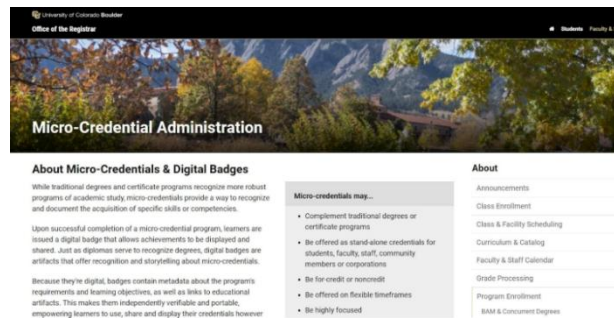 University of Colorado Boulder
Office of the Registrar
Students Faculty &
Micro-Credential Administration
About Micro-Credentials & Digital Badges
While traditional degrees and certificate programs recognize more robust
programs of academic study, micro-credentials provide a way to recognize
and document the acquisition of specific skills or competencies.
Upon successful completion of a micro-credential program, learners are
issued a digital badge that allows achievements to be displayed and
shared. Just as diplomas serve to recognize degrees, digital badges are
artifacts that offer recognition and storytelling about micro-credentials.
Because they're digital, badges contain metadata about the program's
requirements and learning objectives, as well as links to educational
artifacts. This makes them independently verifiable and portable,
empowering learners to use, share and display their credentials however
Micro-credentials may...
• Complement traditional degrees or
certificate programs
• Be offered as stand-alone credentials for
students, faculty, staff, community
members or corporations
• Be for-credit or noncredit
• Be offered on flexible timeframes
• Be highly focused
About
Announcements
Class Enrollment
Class & Facility Scheduling
Curriculum & Catalog
Faculty & Staff Calendar
Grade Processing
Program Enrollment
BAM & Concurrent Degrees